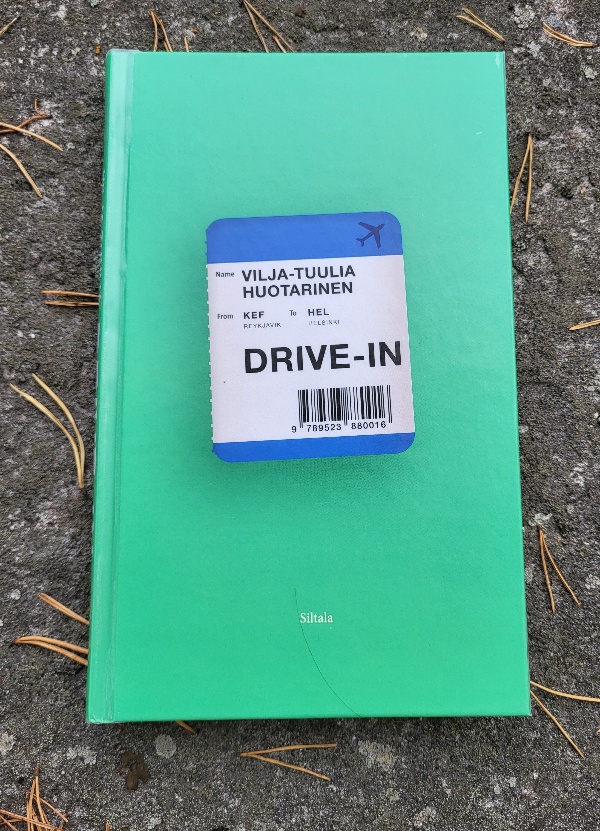 Name VILJA-TUULIA
HUOTARINEN
From KEF To HEL
REYKJAVIK HELSINKI
DRIVE-IN
9 789523 880016
Siltala